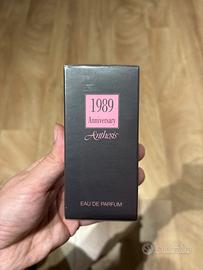 1989
Anniversary
Anthesis
EAU DE PARFUM